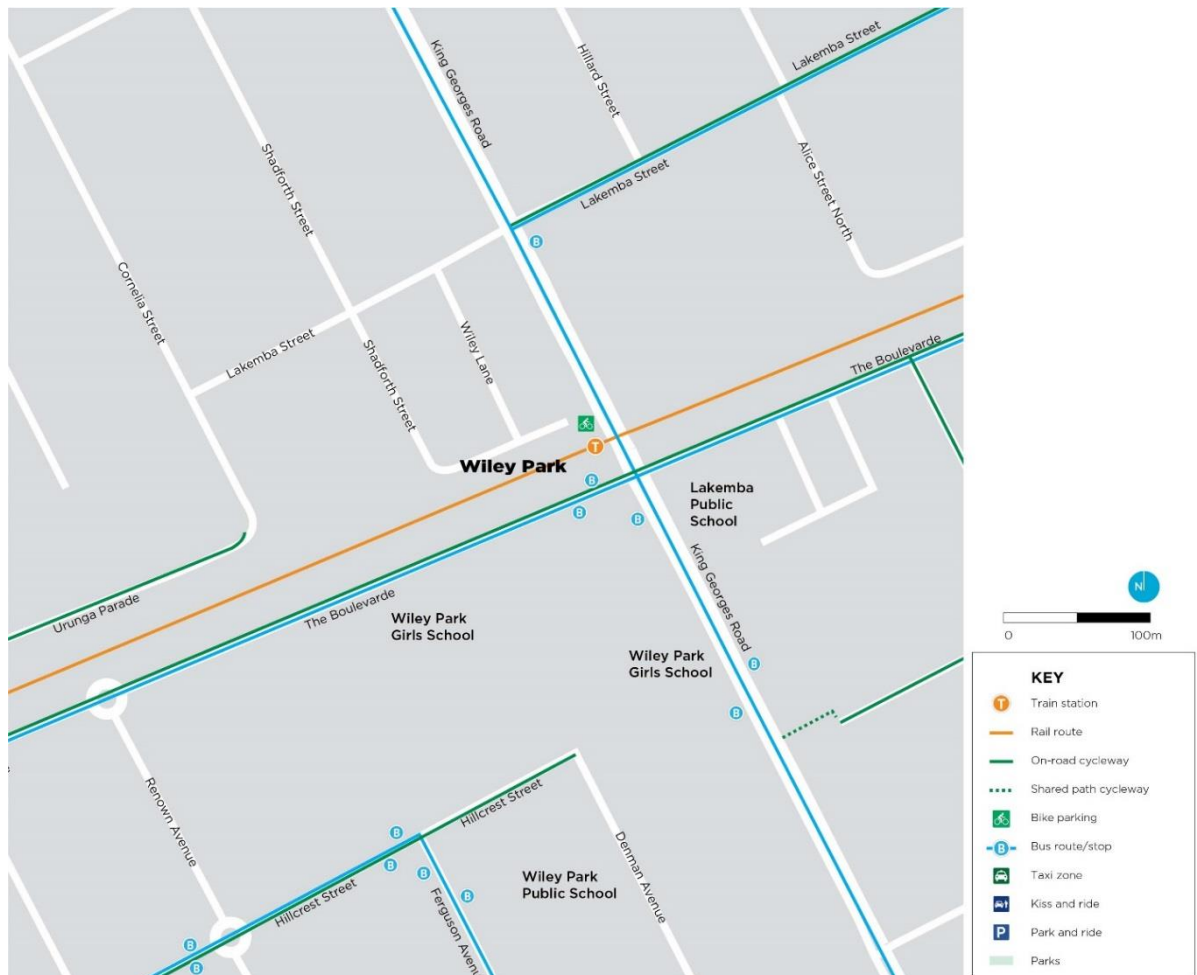 King Georges Road
Hillard Street
Lakemba Street
Shadforth Street
Alice Street North
Lakemba Street
Cornelia Street
Wiley Lane
Lakemba Street
Shadforth Street
The Boulevarde
T
Wiley Park
B
B
B
B
Lakemba
Public
School
King Georges Road
Urunga Parade
The Boulevarde
Wiley Park
Girls School
Wiley Park
Girls School
B
B
Renown Avenue
Hillcrest Street
Denman Avenue
B
B
B
B
Wiley Park
Public School
Hillcrest Street
Ferguson Avenu
B
B
N
0 100m
KEY
T Train station
Rail route
On-road cycleway
Shared path cycleway
Bike parking
B Bus route/stop
Taxi zone
Kiss and ride
P Park and ride
Parks